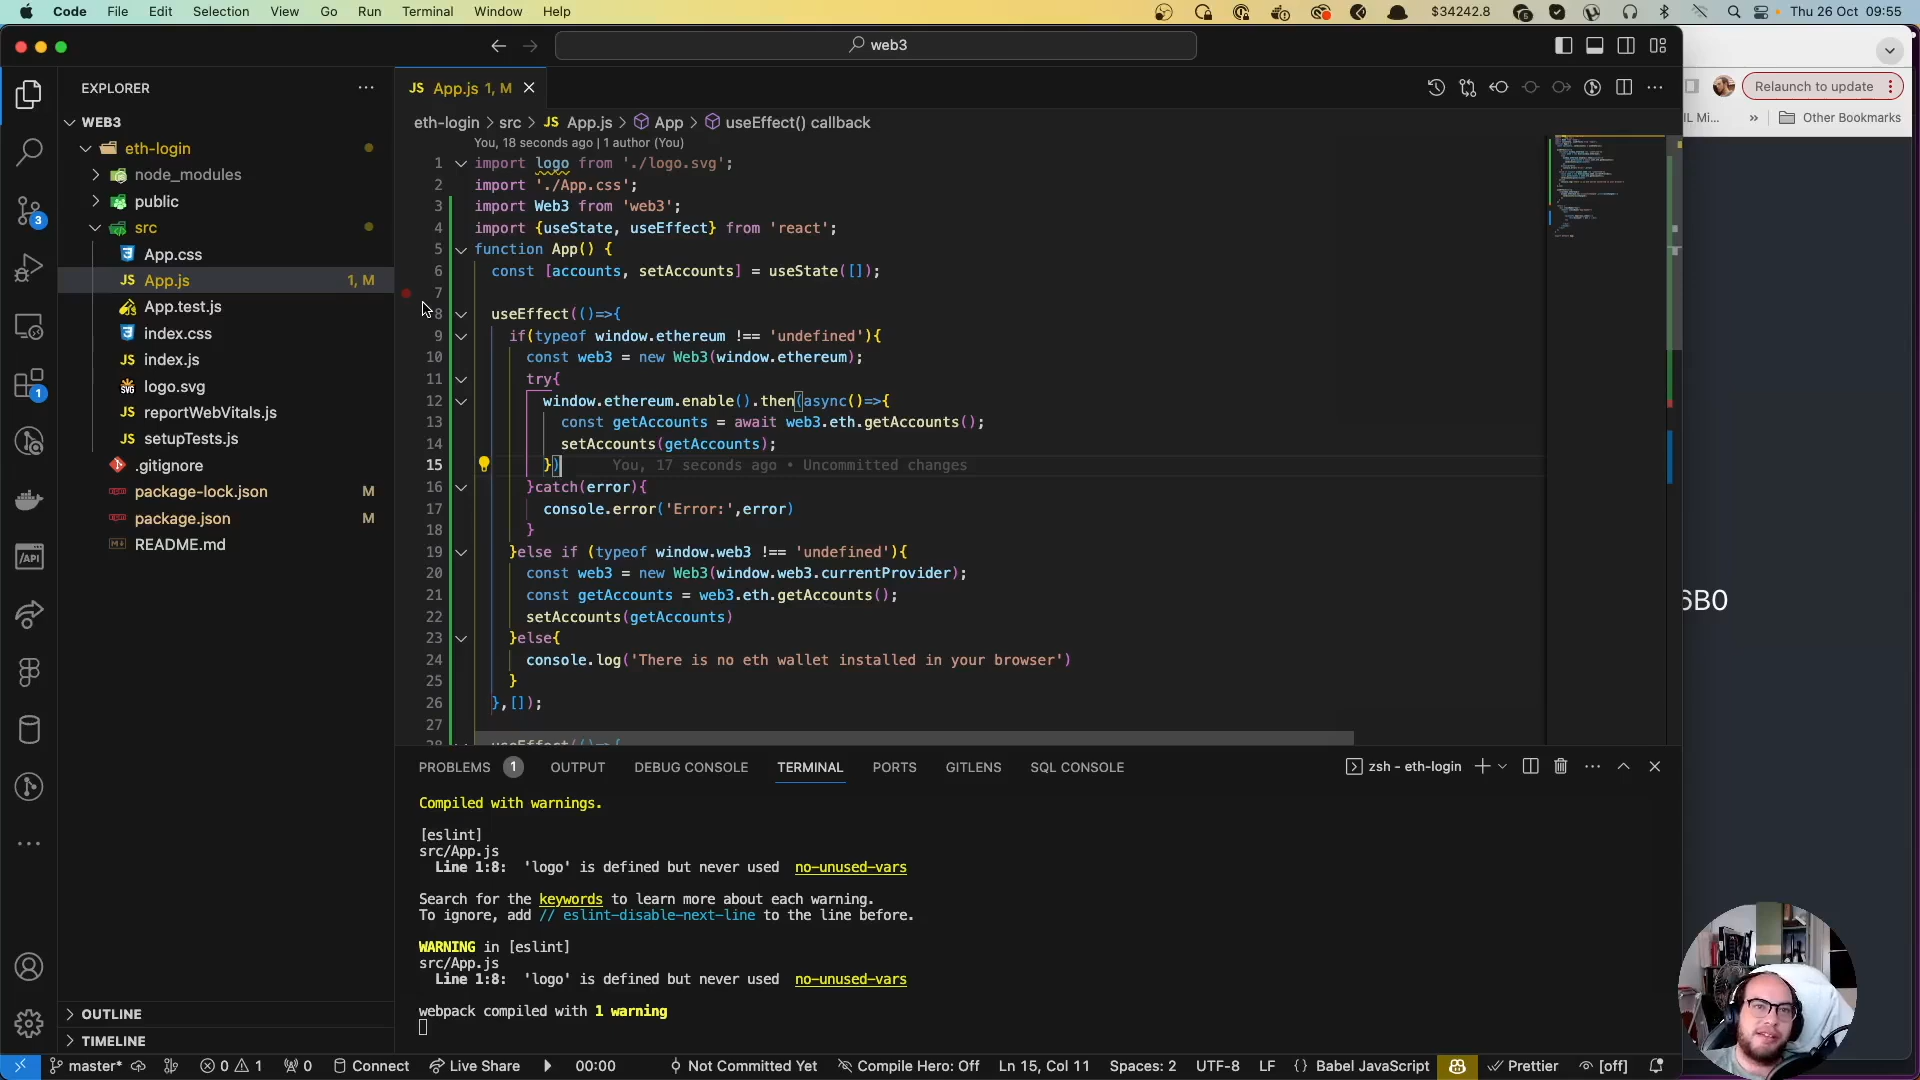 Code File Edit Selection View Go Run Terminal Window Help $34242.8 Thu 26 Oct 09:55
web3
Relaunch to update
EXPLORER
JS App.js 1, M
IL Mi... » Other Bookmarks
WEB3
eth-login > src > JS App.js > App > useEffect() callback
You, 18 seconds ago | 1 author (You)
eth-login
node_modules
public
src
App.css
JS App.js 1, M
App.test.js
index.css
JS index.js
logo.svg
JS reportWebVitals.js
JS setupTests.js
.gitignore
package-lock.json M
package.json M
README.md
1 import logo from './logo.svg';
2 import './App.css';
3 import Web3 from 'web3';
4 import {useState, useEffect} from 'react';
5 function App() {
6 const [accounts, setAccounts] = useState([]);
7
8 useEffect(()=>{
9 if(typeof window.ethereum !== 'undefined'){
10 const web3 = new Web3(window.ethereum);
11 try{
12 window.ethereum.enable().then(async()=>{
13 const getAccounts = await web3.eth.getAccounts();
14 setAccounts(getAccounts);
15 }) You, 17 seconds ago • Uncommitted changes
16 }catch(error){
17 console.error('Error:',error)
18 }
19 }else if (typeof window.web3 !== 'undefined'){
20 const web3 = new Web3(window.web3.currentProvider);
21 const getAccounts = web3.eth.getAccounts();
22 setAccounts(getAccounts)
23 }else{
24 console.log('There is no eth wallet installed in your browser')
25 }
26 },[]);
27
28 useEffect(()=>{
6B0
3
1
PROBLEMS 1 OUTPUT DEBUG CONSOLE TERMINAL PORTS GITLENS SQL CONSOLE zsh - eth-login
Compiled with warnings.
[eslint]
src/App.js
Line 1:8: 'logo' is defined but never used no-unused-vars
Search for the keywords to learn more about each warning.
To ignore, add // eslint-disable-next-line to the line before.
WARNING in [eslint]
src/App.js
Line 1:8: 'logo' is defined but never used no-unused-vars
webpack compiled with 1 warning
/API
OUTLINE
TIMELINE
master* 0 1 0 Connect Live Share 00:00 Not Committed Yet Compile Hero: Off Ln 15, Col 11 Spaces: 2 UTF-8 LF {} Babel JavaScript Prettier [off]